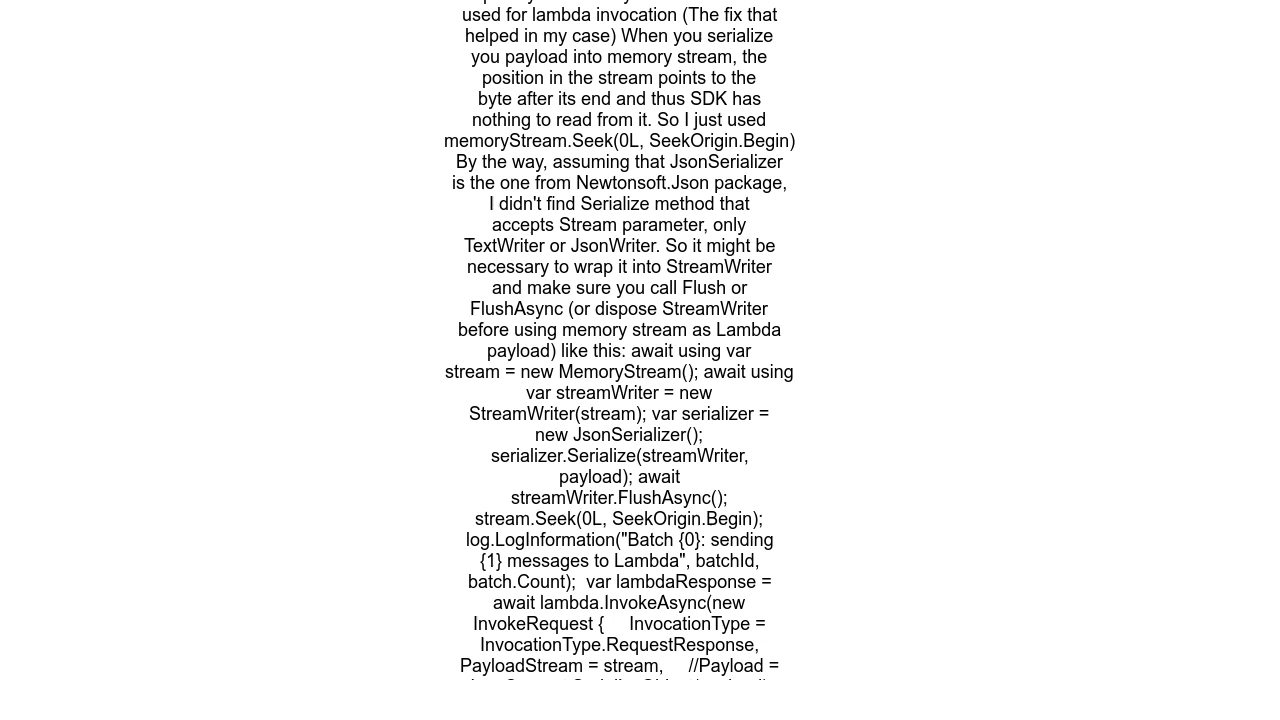 used for lambda invocation (The fix that
helped in my case) When you serialize
you payload into memory stream, the
position in the stream points to the
byte after its end and thus SDK has
nothing to read from it. So I just used
memoryStream.Seek(0L, SeekOrigin.Begin)
By the way, assuming that JsonSerializer
is the one from Newtonsoft.Json package,
I didn't find Serialize method that
accepts Stream parameter, only
TextWriter or JsonWriter. So it might be
necessary to wrap it into StreamWriter
and make sure you call Flush or
FlushAsync (or dispose StreamWriter
before using memory stream as Lambda
payload) like this: await using var
stream = new MemoryStream(); await using
var streamWriter = new
StreamWriter(stream); var serializer =
new JsonSerializer();
serializer.Serialize(streamWriter,
payload); await
streamWriter.FlushAsync();
stream.Seek(0L, SeekOrigin.Begin);
log.LogInformation("Batch {0}: sending
{1} messages to Lambda", batchId,
batch.Count);  var lambdaResponse =
await lambda.InvokeAsync(new
InvokeRequest {     InvocationType =
InvocationType.RequestResponse,
PayloadStream = stream,     //Payload =